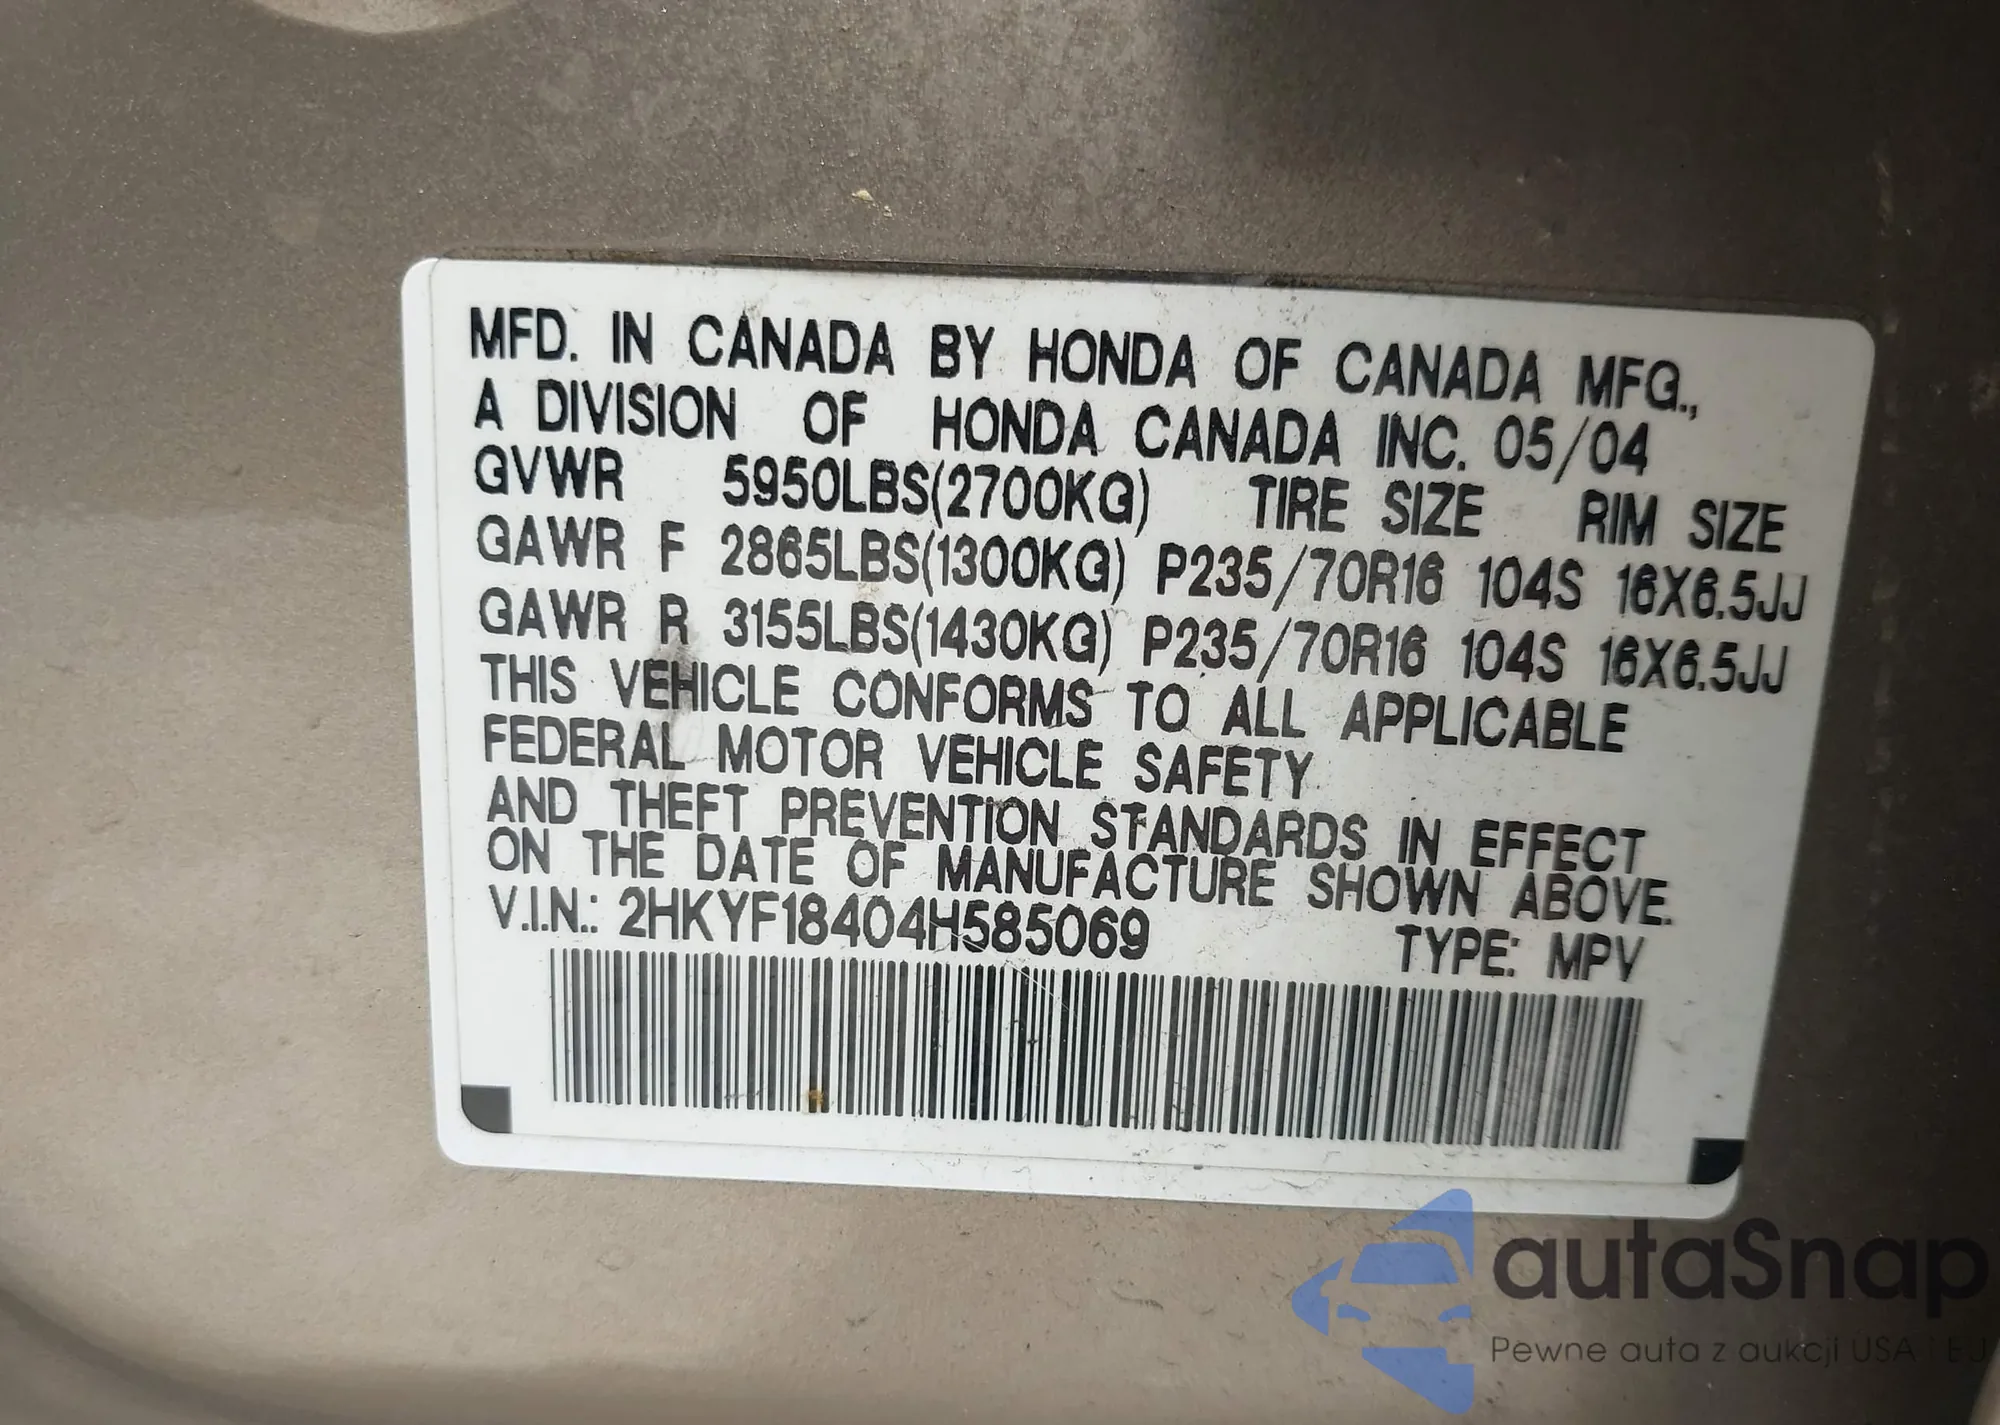 MFD. IN CANADA BY HONDA OF CANADA MFG.,
A DIVISION OF HONDA CANADA INC. 05/04
GVWR 5950LBS(2700KG) TIRE SIZE RIM SIZE
GAWR F 2865LBS(1300KG) P235/70R16 104S 16X6.5JJ
GAWR R 3155LBS(1430KG) P235/70R16 104S 16X6.5JJ
THIS VEHICLE CONFORMS TO ALL APPLICABLE
FEDERAL MOTOR VEHICLE SAFETY
AND THEFT PREVENTION STANDARDS IN EFFECT
ON THE DATE OF MANUFACTURE SHOWN ABOVE.
V.I.N.: 2HKYF18404H585069 TYPE: MPV
autaSnap
Pewne auta z aukcji USA i EU